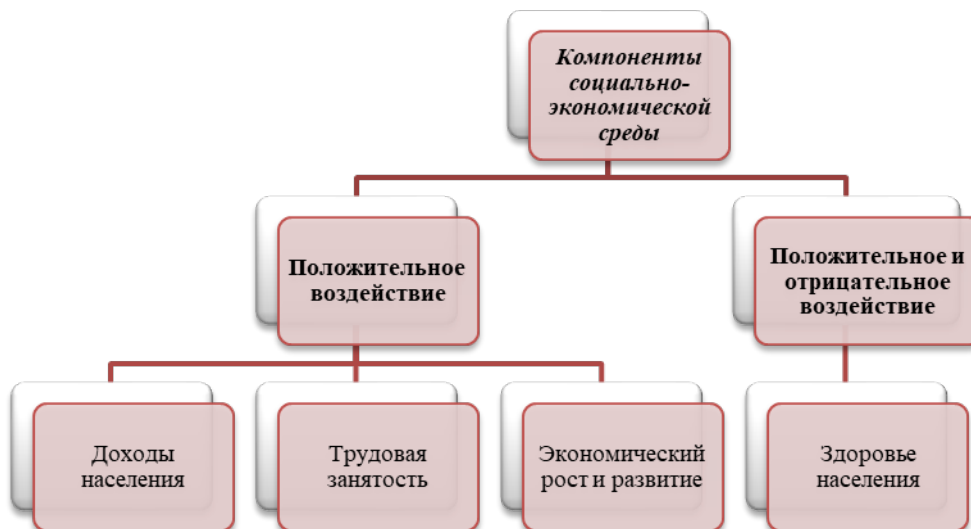 Компоненты
социально-
экономической
среды
Положительное
воздействие
Положительное и
отрицательное
воздействие
Доходы
населения
Трудовая
занятость
Экономический
рост и развитие
Здоровье
населения